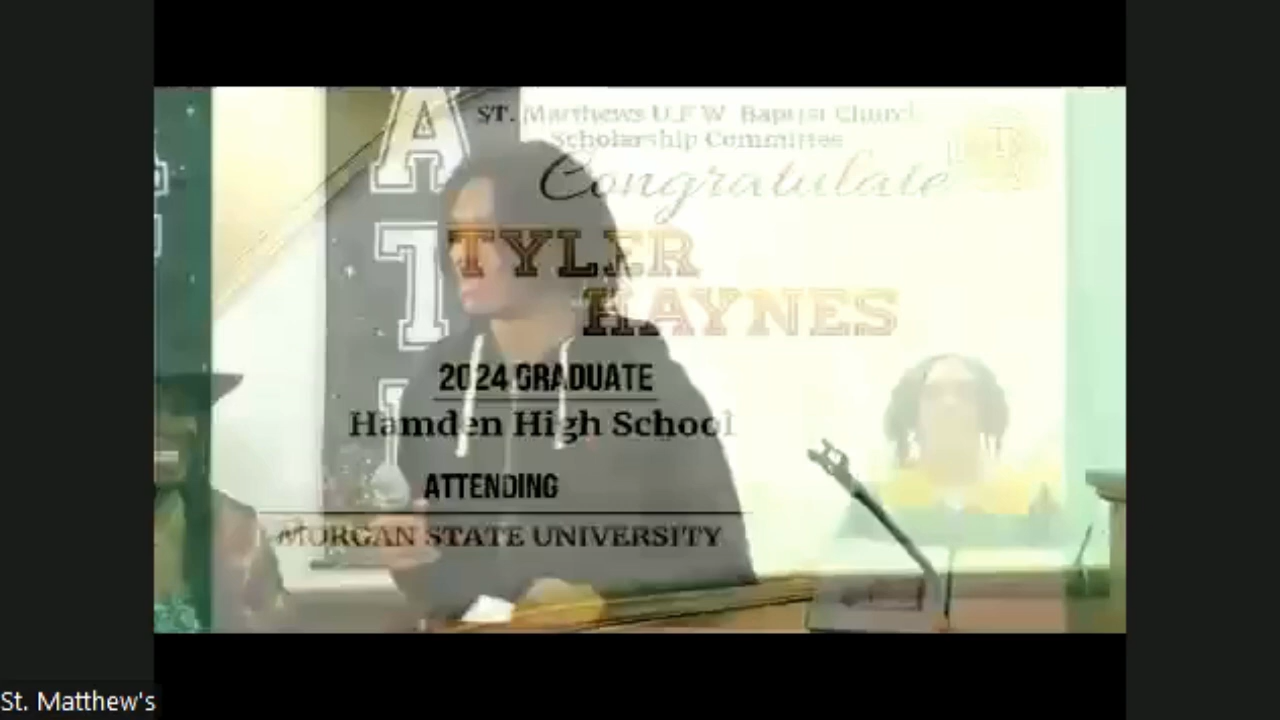 ST. Matthews U.F.W. Baptist Church
Scholarship Committee
Congratulate
TYLER
HAYNES
2024 GRADUATE
Hamden High School
ATTENDING
MORGAN STATE UNIVERSITY
A
T
St. Matthew's